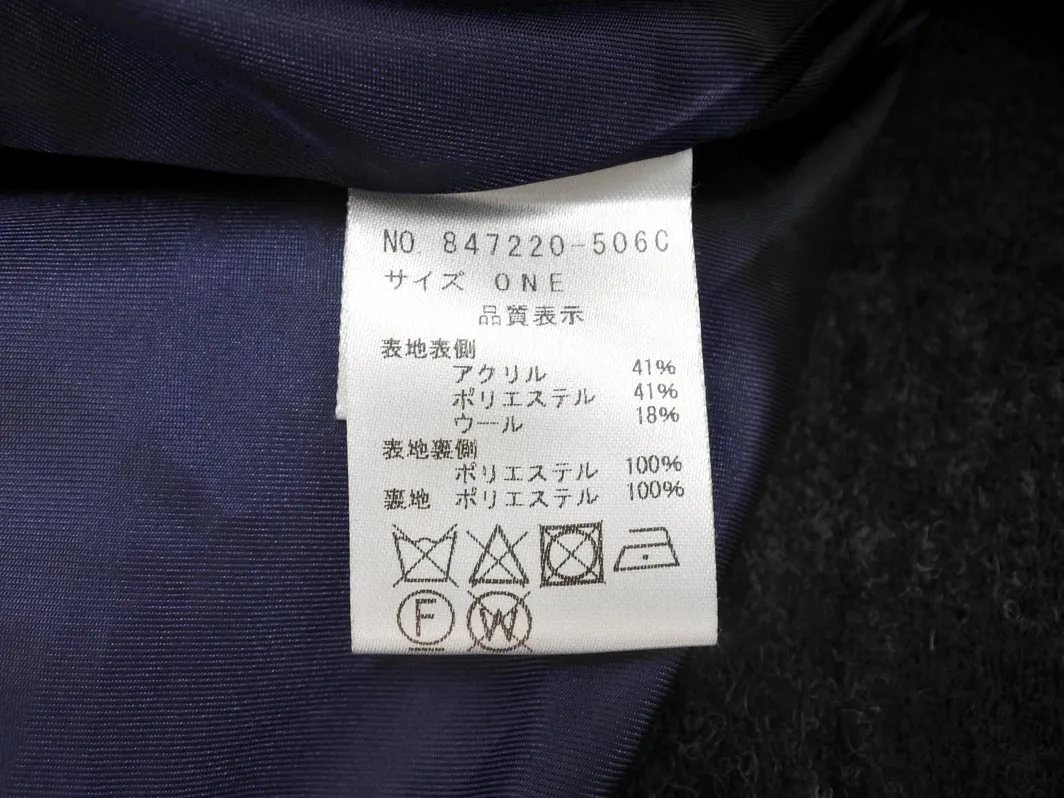 NO. 847220-506C
サイズ ONE
品質表示
表地表側
アクリル 41%
ポリエステル 41%
ウール 18%
表地裏側
ポリエステル 100%
裏地 ポリエステル 100%
F W